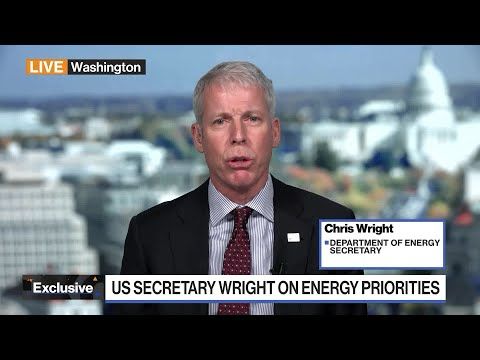 LIVE Washington
Chris Wright
DEPARTMENT OF ENERGY
SECRETARY
Exclusive
US SECRETARY WRIGHT ON ENERGY PRIORITIES